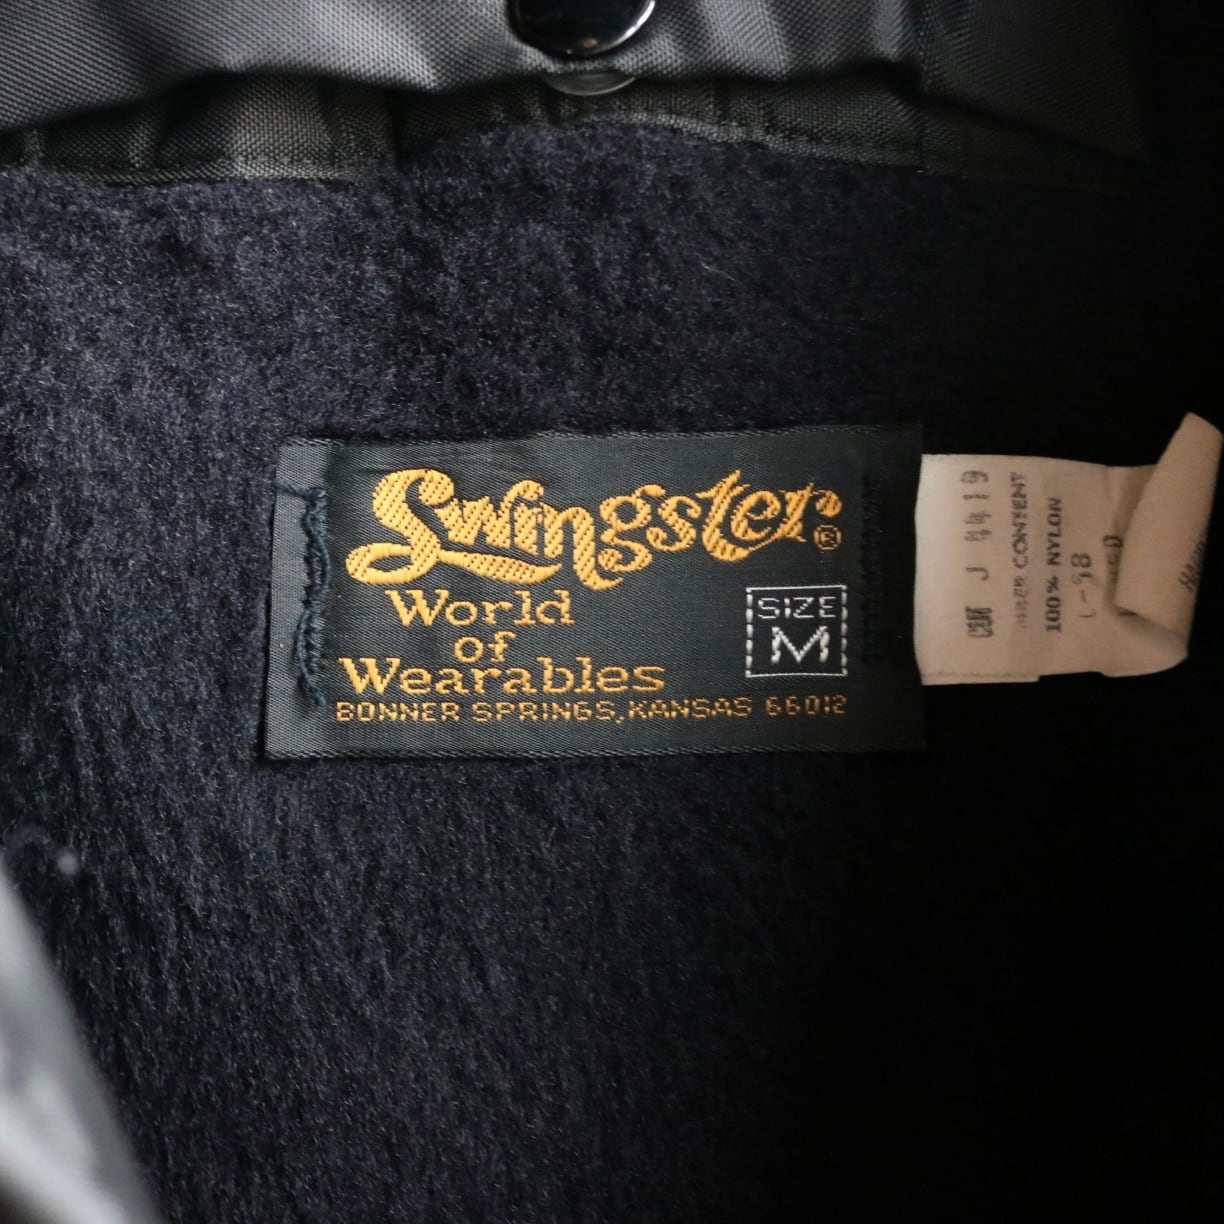 Swingster®
World
of
Wearables
SIZE
M
BONNER SPRINGS, KANSAS 66012
J 4419
CONTENT
100% NYLON